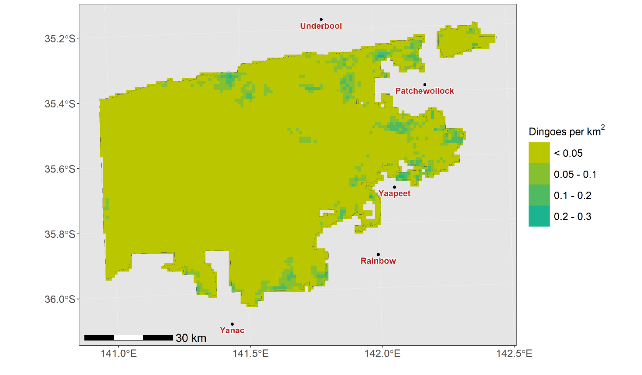 Underbool
35.2°S
Patchewollock
35.4°S
Dingoes per km²
< 0.05
0.05 - 0.1
0.1 - 0.2
0.2 - 0.3
35.6°S
Yaapeet
35.8°S
Rainbow
36.0°S
Yanac
30 km
141.0°E
141.5°E
142.0°E
142.5°E